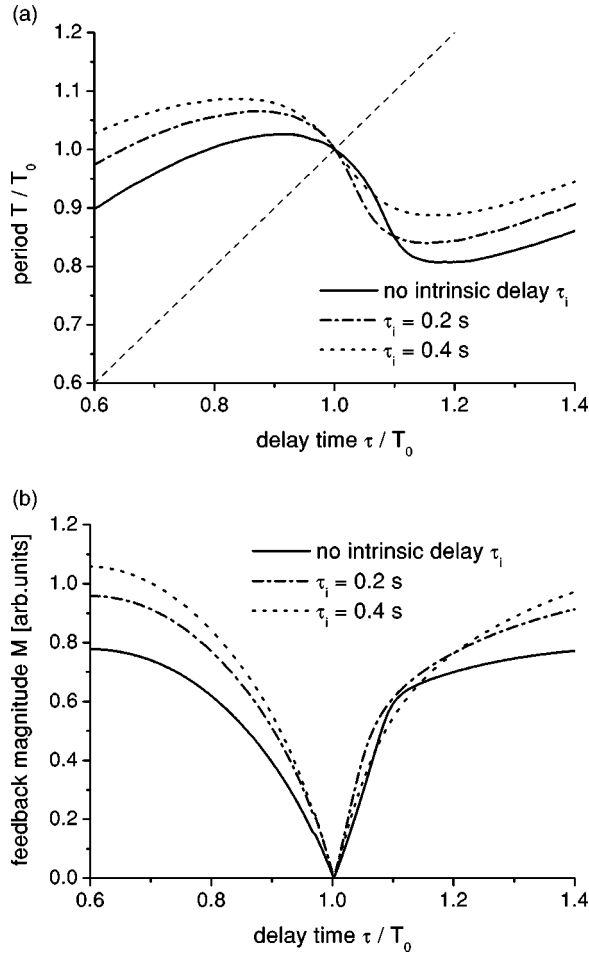 (a)
1.2
1.1
1.0
0.9
0.8
0.7
0.6
period T / T₀
no intrinsic delay τᵢ
τᵢ = 0.2 s
τᵢ = 0.4 s
0.6 0.8 1.0 1.2 1.4
delay time τ / T₀
(b)
1.2
1.0
0.8
0.6
0.4
0.2
0.0
feedback magnitude M [arb.units]
no intrinsic delay τᵢ
τᵢ = 0.2 s
τᵢ = 0.4 s
0.6 0.8 1.0 1.2 1.4
delay time τ / T₀